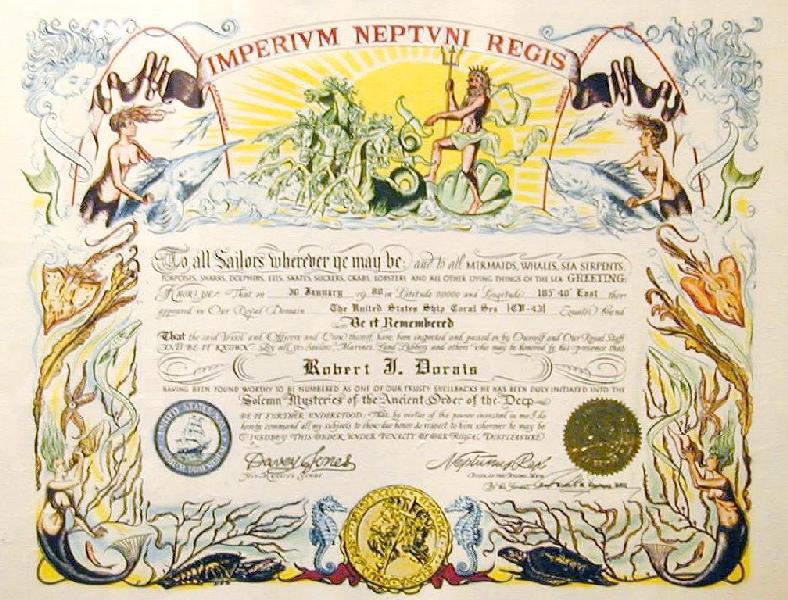 IMPERIVM NEPTVNI REGIS
To all Sailors wherever ye may be: and to all MERMAIDS, WHALES, SEA SERPENTS,
PORPOISES, SHARKS, DOLPHINS, EELS, SKATES, SUCKERS, CRABS, LOBSTERS AND ALL OTHER LIVING THINGS OF THE SEA GREETING:
KNOW YE: That on 30 January 1980 in Latitude 00000 and Longitude 105°40' East there
appeared in Our Royal Domain The United States Ship Coral Sea (CV-43)
Be it Remembered
That the said Vessel and Officers and Crew thereof, have been inspected and passed on by Ourself and Our Royal Staff
AND BE IT KNOWN: By all ye Sailors, Marines, Land Lubbers and others who may be honored by his presence that
Robert J. Dorais
HAVING BEEN FOUND WORTHY TO BE NUMBERED AS ONE OF OUR TRUSTY SHELLBACKS HE HAS BEEN DULY INITIATED INTO THE
Solemn Mysteries of the Ancient Order of the Deep
BE IT FURTHER UNDERSTOOD: That by virtue of the power invested in me I do
hereby command all my subjects to show due honor & respect to him wherever he may be
DISOBEY THIS ORDER UNDER PENALTY OF OUR ROYAL DISPLEASURE
UNITED STATES
Davey Jones
Neptunus Rex